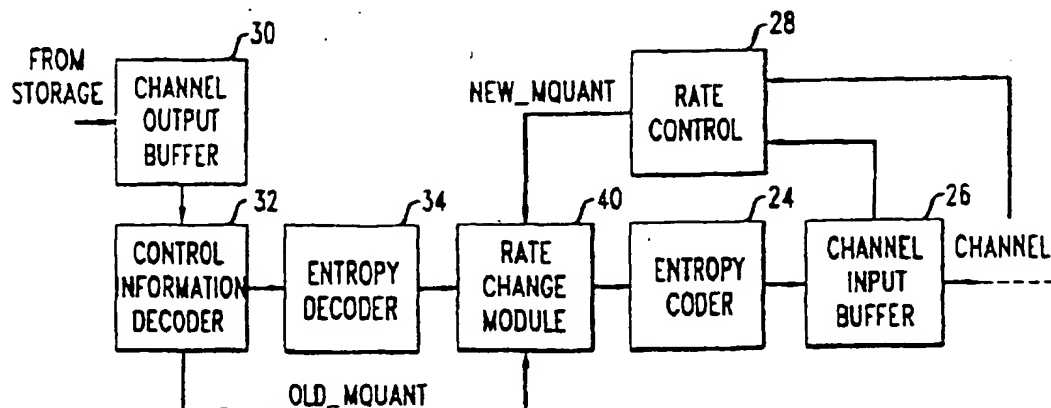 FROM
STORAGE
30
CHANNEL
OUTPUT
BUFFER
NEW_MQUANT
28
RATE
CONTROL
32
CONTROL
INFORMATION
DECODER
34
ENTROPY
DECODER
40
RATE
CHANGE
MODULE
24
ENTROPY
CODER
26
CHANNEL
INPUT
BUFFER
CHANNEL
OLD_MQUANT